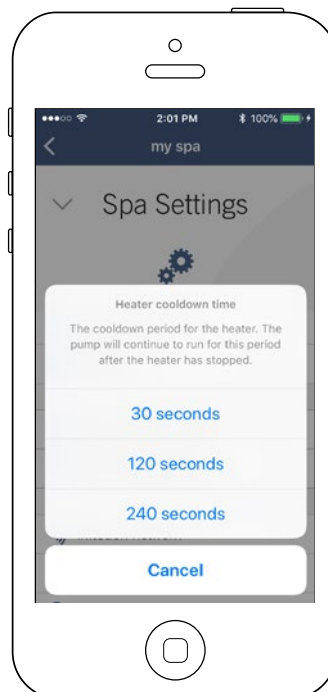 2:01 PM 100%
my spa
Spa Settings
Heater cooldown time
The cooldown period for the heater. The
pump will continue to run for this period
after the heater has stopped.
30 seconds
120 seconds
240 seconds
Cancel